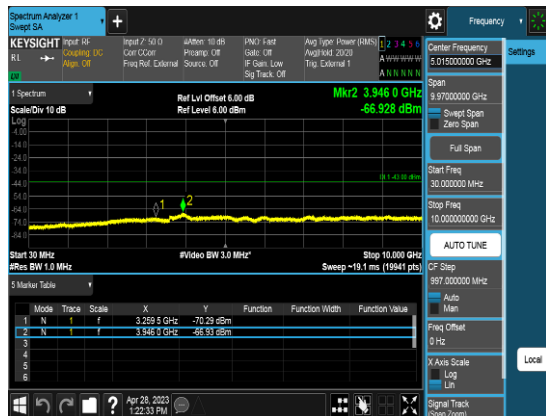 Spectrum Analyzer 1
Swept SA
Frequency
KEYSIGHT
RL
Input: RF
Coupling: DC
Align: Off
Input Z: 50 Ω
Corr CCorr
Freq Ref: External
#Atten: 10 dB
Preamp: Off
Source: Off
PNO: Fast
Gate: Off
IF Gain: Low
Sig Track: Off
Avg Type: Power (RMS)
Avg|Hold: 20/20
Trig: External 1
1 2 3 4 5 6
A W W W W W
A N N N N N
1 Spectrum
Scale/Div 10 dB
Ref Lvl Offset 6.00 dB
Ref Level 6.00 dBm
Mkr2 3.946 0 GHz
-66.928 dBm
Log
-4.00
-14.0
-24.0
-34.0
-44.0
-54.0
-64.0
-74.0
-84.0
1
2
Start 30 MHz
#Res BW 1.0 MHz
#Video BW 3.0 MHz*
Stop 10.000 GHz
Sweep ~19.1 ms (19941 pts)
5 Marker Table
Mode Trace Scale X Y Function Function Width Function Value
1 N 1 f 3.259 5 GHz -70.29 dBm
2 N 1 f 3.946 0 GHz -66.93 dBm
3
4
5
6
Apr 28, 2023
1:22:33 PM
Center Frequency
5.015000000 GHz
Settings
Span
9.97000000 GHz
Swept Span
Zero Span
Full Span
Start Freq
30.000000 MHz
Stop Freq
10.000000000 GHz
AUTO TUNE
CF Step
997.000000 MHz
Auto
Man
Freq Offset
0 Hz
X Axis Scale
Log
Lin
Local
Signal Track
(Span Zoom)